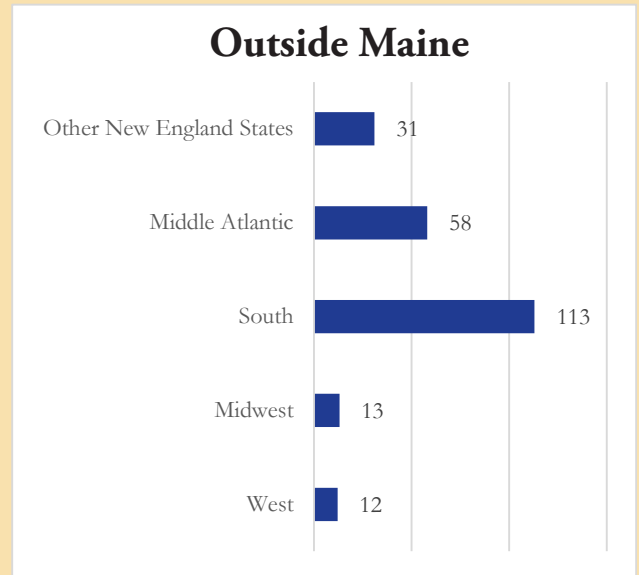 Outside Maine
Other New England States 31
Middle Atlantic 58
South 113
Midwest 13
West 12